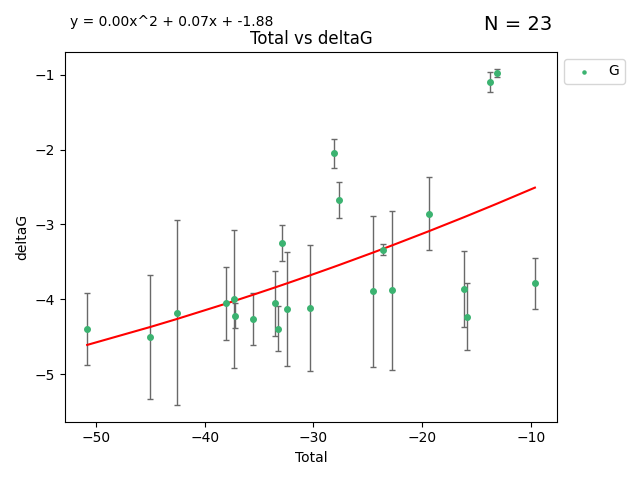 y = 0.00x^2 + 0.07x + -1.88
N = 23
Total vs deltaG
G
deltaG
−1
−2
−3
−4
−5
−50 −40 −30 −20 −10
Total